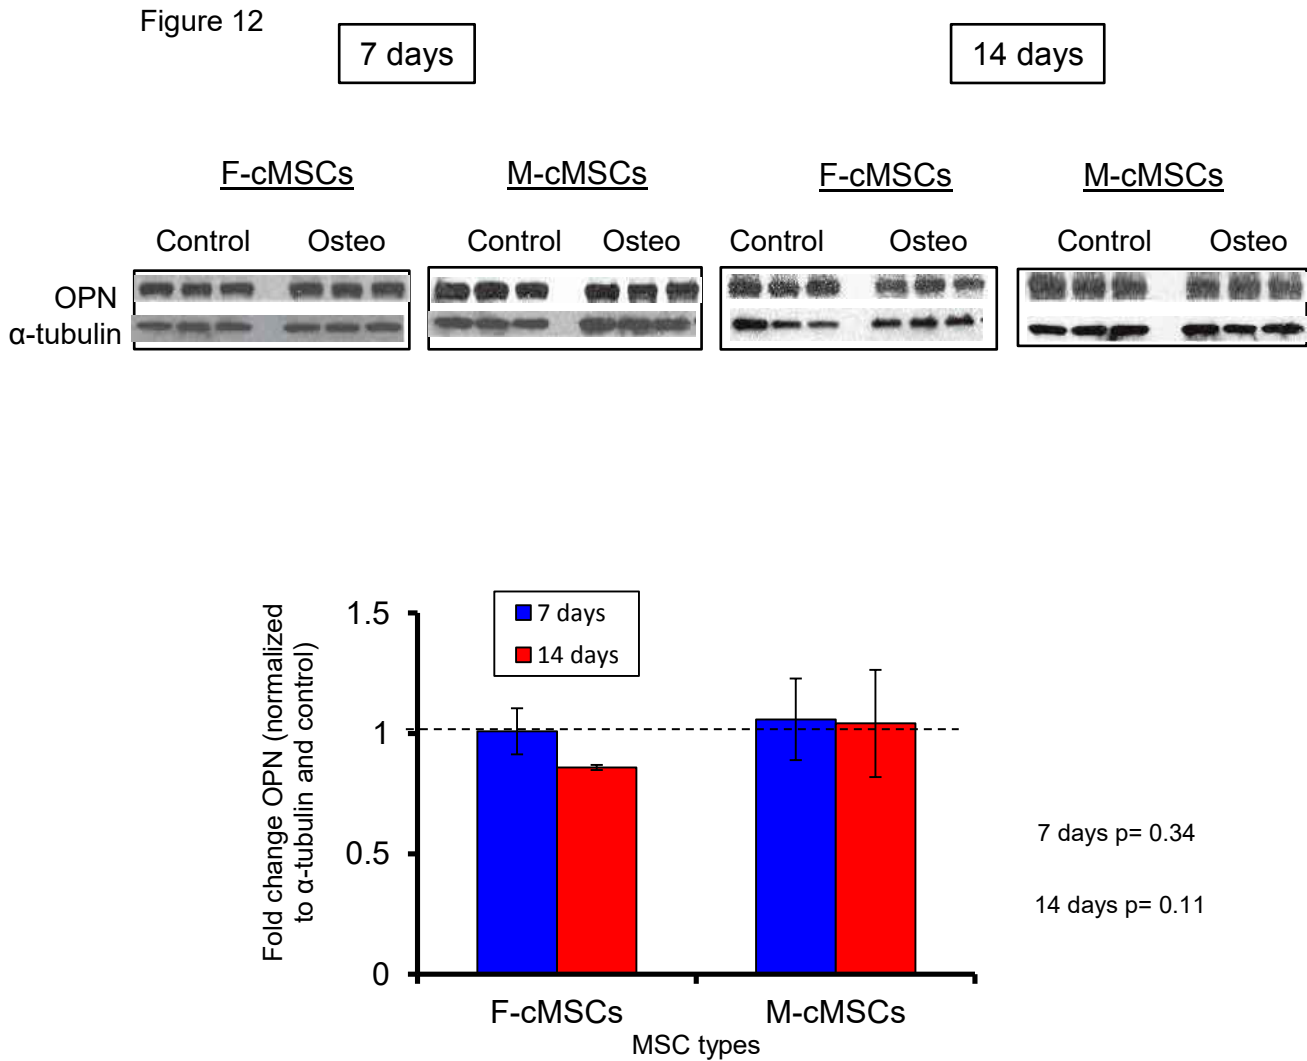 Figure 12
7 days
14 days
F-cMSCs
M-cMSCs
F-cMSCs
M-cMSCs
Control
Osteo
Control
Osteo
Control
Osteo
Control
Osteo
OPN
α-tubulin
Fold change OPN (normalized
to α-tubulin and control)
1.5
1
0.5
0
7 days
14 days
7 days p= 0.34
14 days p= 0.11
F-cMSCs
M-cMSCs
MSC types